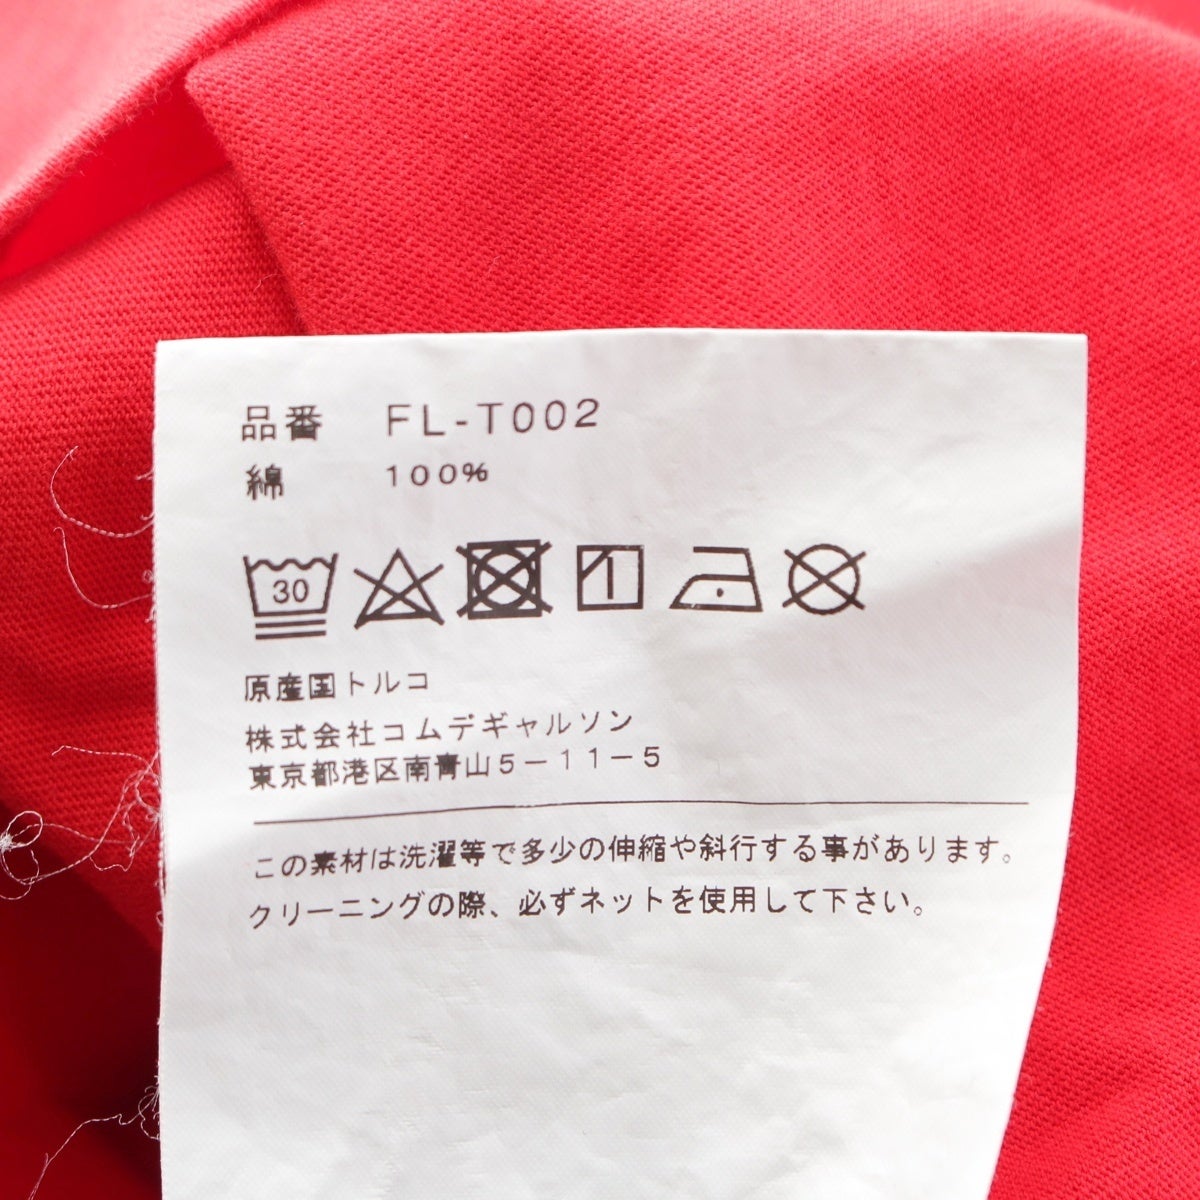 品番 FL-T002
綿 100%
30
原産国トルコ
株式会社コムデギャルソン
東京都港区南青山5-11-5
この素材は洗濯等で多少の伸縮や斜行する事があります。
クリーニングの際、必ずネットを使用して下さい。